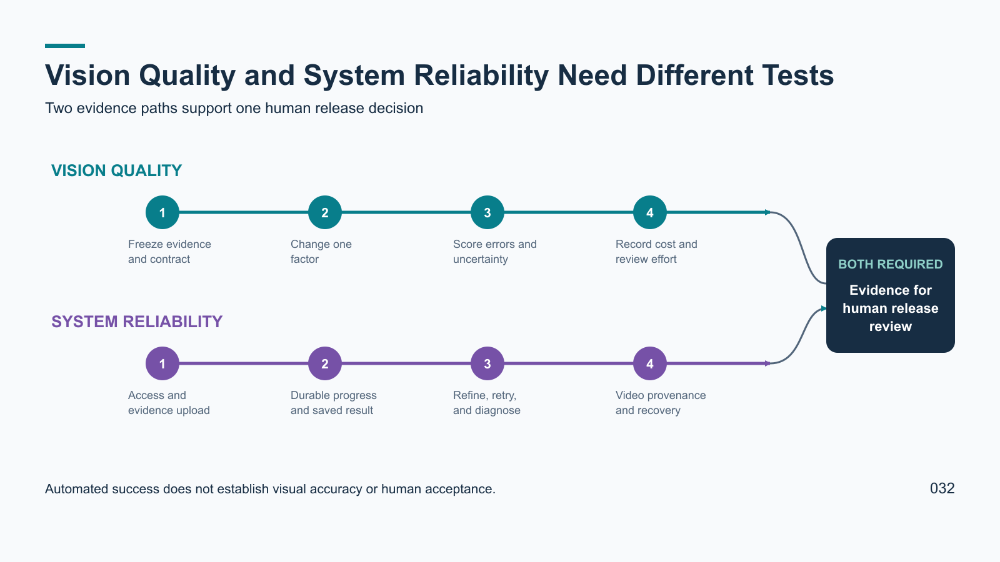 Vision Quality and System Reliability Need Different Tests
Two evidence paths support one human release decision
VISION QUALITY
1
2
3
4
Freeze evidence
and contract
Change one
factor
Score errors and
uncertainty
Record cost and
review effort
BOTH REQUIRED
Evidence for
human release
review
SYSTEM RELIABILITY
1
2
3
4
Access and
evidence upload
Durable progress
and saved result
Refine, retry,
and diagnose
Video provenance
and recovery
Automated success does not establish visual accuracy or human acceptance.
032